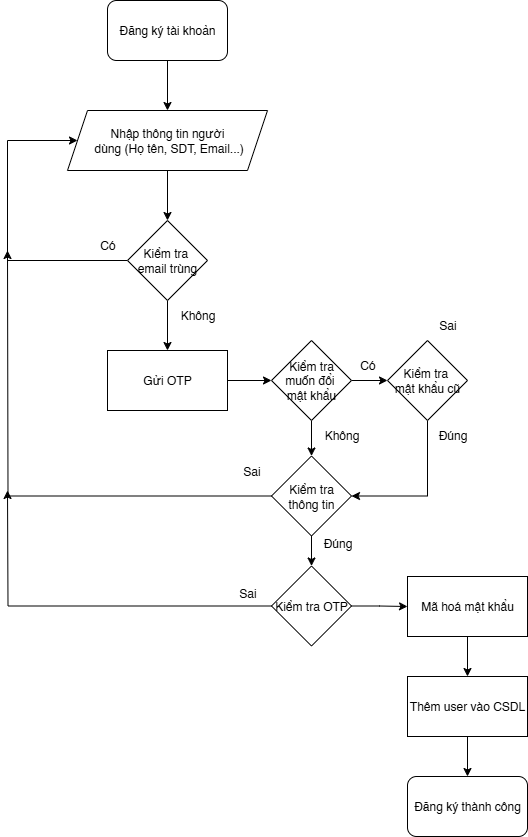 Đăng ký tài khoản
Nhập thông tin người
dùng (Họ tên, SDT, Email...)
Có
Kiểm tra
email trùng
Không
Gửi OTP
Kiểm tra
muốn đổi
mật khẩu
Có
Sai
Kiểm tra
mật khẩu cũ
Không
Đúng
Sai
Kiểm tra
thông tin
Đúng
Sai
Kiểm tra OTP
Mã hoá mật khẩu
Thêm user vào CSDL
Đăng ký thành công